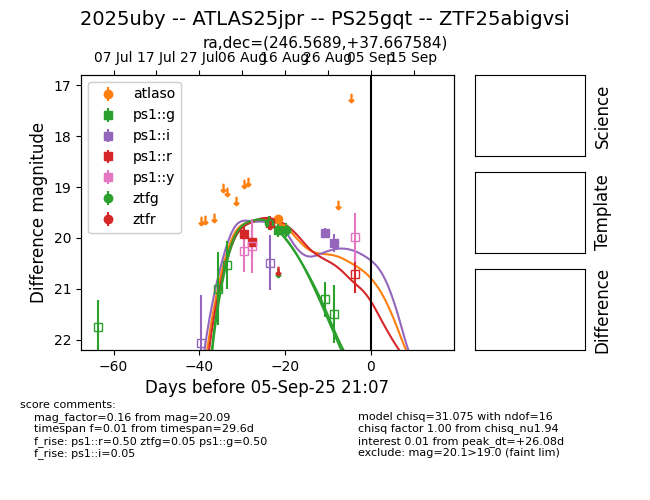 2025uby -- ATLAS25jpr -- PS25gqt -- ZTF25abigvsi
ra,dec=(246.5689,+37.667584)
07 Jul 17 Jul 27 Jul 06 Aug 16 Aug 26 Aug 05 Sep 15 Sep
17
18
19
20
21
22
Difference magnitude
atlaso
ps1::g
ps1::i
ps1::r
ps1::y
ztfg
ztfr
−60 −40 −20 0
Days before 05-Sep-25 21:07
Science
Template
Difference
score comments:
mag_factor=0.16 from mag=20.09
timespan f=0.01 from timespan=29.6d
f_rise: ps1::r=0.50 ztfg=0.05 ps1::g=0.50
f_rise: ps1::i=0.05
model chisq=31.075 with ndof=16
chisq factor 1.00 from chisq_nu1.94
interest 0.01 from peak_dt=+26.08d
exclude: mag=20.1>19.0 (faint lim)